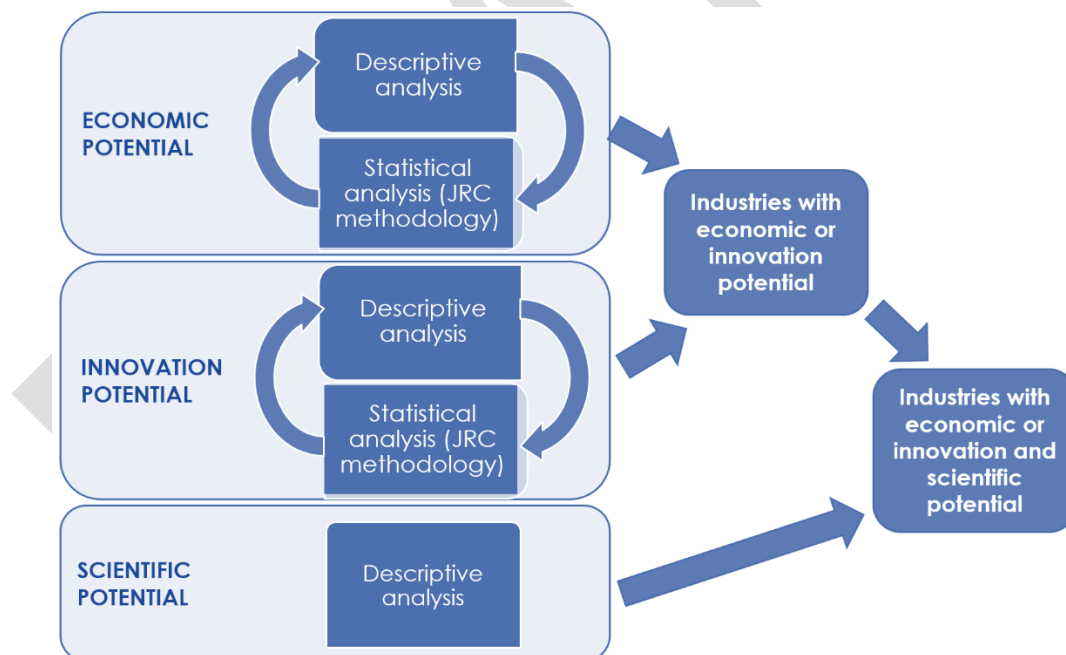 ECONOMIC
POTENTIAL
Descriptive
analysis
Statistical
analysis (JRC
methodology)
INNOVATION
POTENTIAL
Descriptive
analysis
Statistical
analysis (JRC
methodology)
SCIENTIFIC
POTENTIAL
Descriptive
analysis
Industries with
economic or
innovation
potential
Industries with
economic or
innovation and
scientific
potential